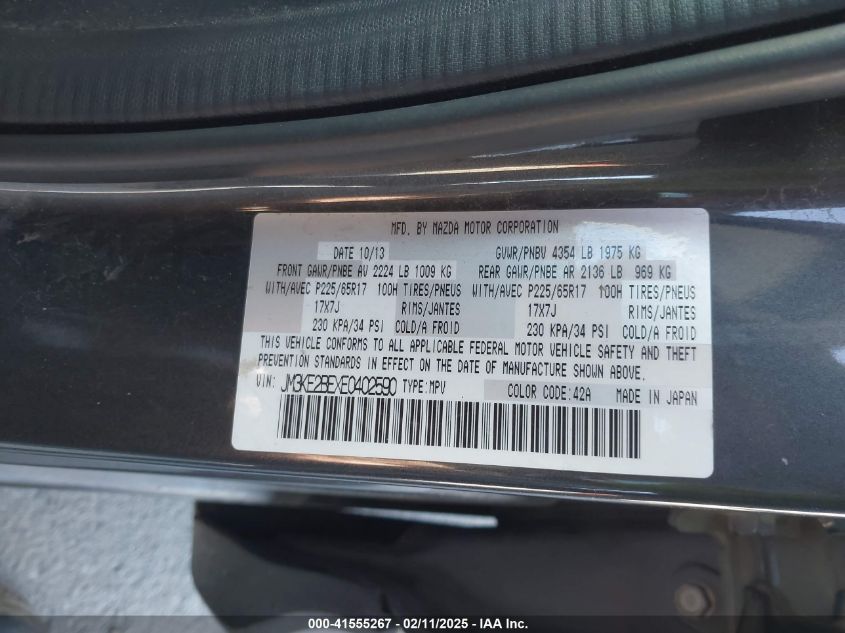 MFD. BY MAZDA MOTOR CORPORATION
DATE 10/13 GVWR/PNBV 4354 LB 1975 KG
FRONT GAWR/PNBE AV 2224 LB 1009 KG REAR GAWR/PNBE AR 2136 LB 969 KG
WITH/AVEC P225/65R17 100H TIRES/PNEUS WITH/AVEC P225/65R17 100H TIRES/PNEUS
17X7J RIMS/JANTES 17X7J RIMS/JANTES
230 KPA/34 PSI COLD/A FROID 230 KPA/34 PSI COLD/A FROID
THIS VEHICLE CONFORMS TO ALL APPLICABLE FEDERAL MOTOR VEHICLE SAFETY AND THEFT
PREVENTION STANDARDS IN EFFECT ON THE DATE OF MANUFACTURE SHOWN ABOVE.
VIN: JM3KE2BEXE0402590 TYPE: MPV COLOR CODE: 42A MADE IN JAPAN
000-41555267 - 02/11/2025 - IAA Inc.